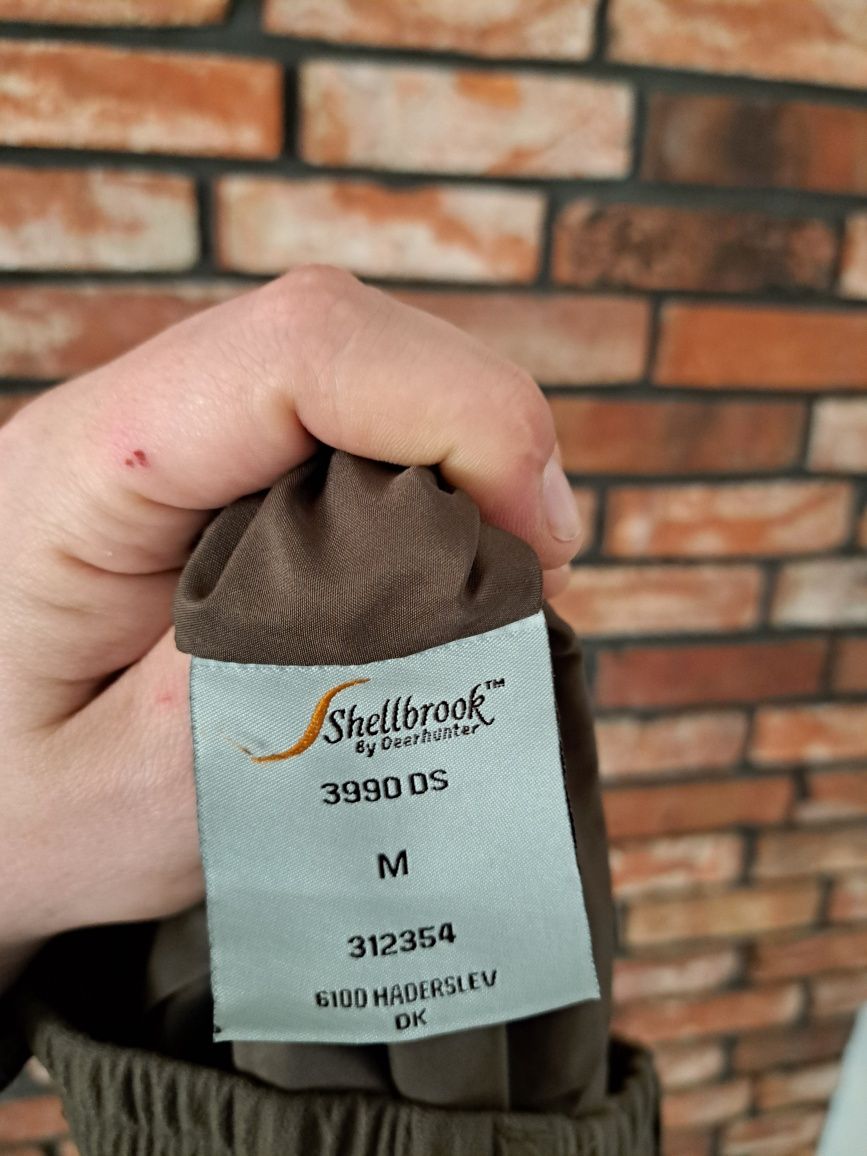 Shellbrook™
By Deerhunter
3990 DS
M
312354
6100 HADERSLEV
DK